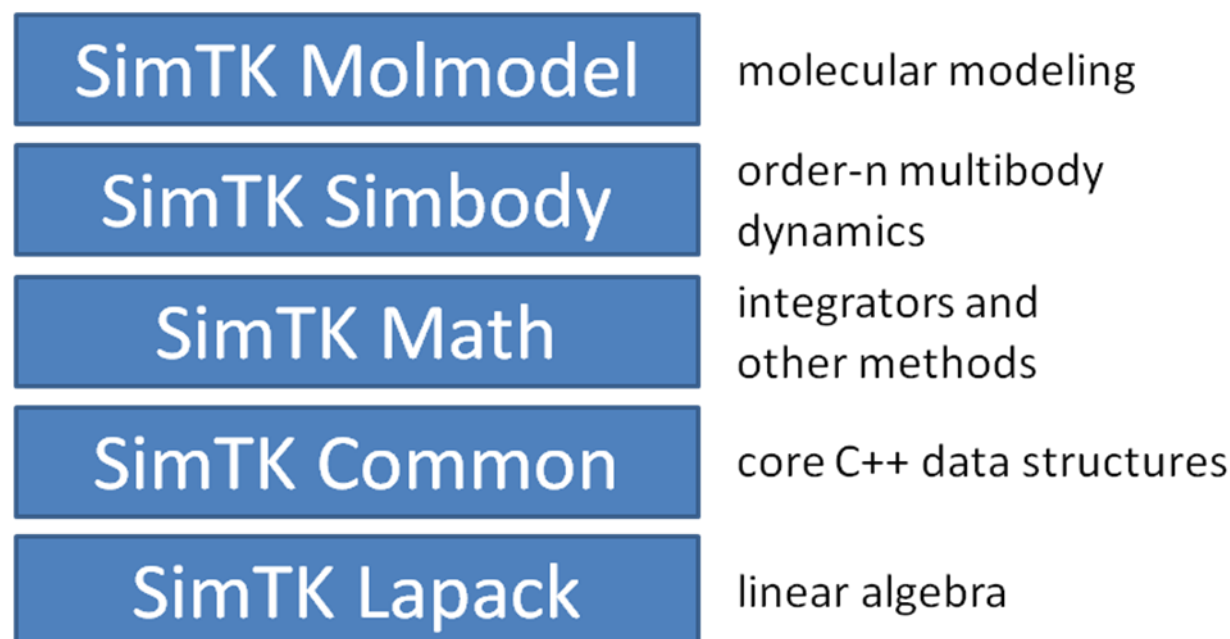 SimTK Molmodel
molecular modeling
SimTK Simbody
order-n multibody
dynamics
SimTK Math
integrators and
other methods
SimTK Common
core C++ data structures
SimTK Lapack
linear algebra